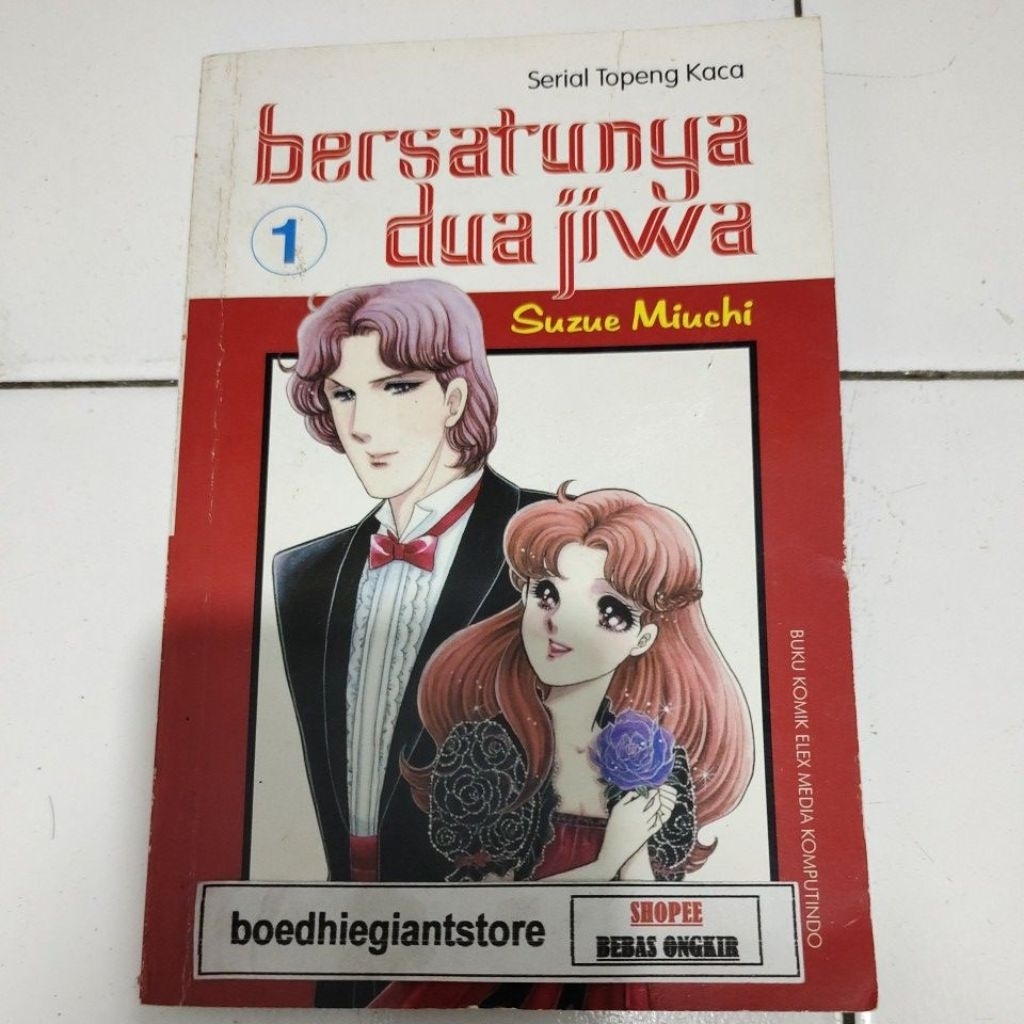 Serial Topeng Kaca
bersatunya
dua jiwa
1
Suzue Miuchi
BUKU KOMIK ELEX MEDIA KOMPUTINDO
boedhiegiantstore
SHOPEE
BEBAS ONGKIR